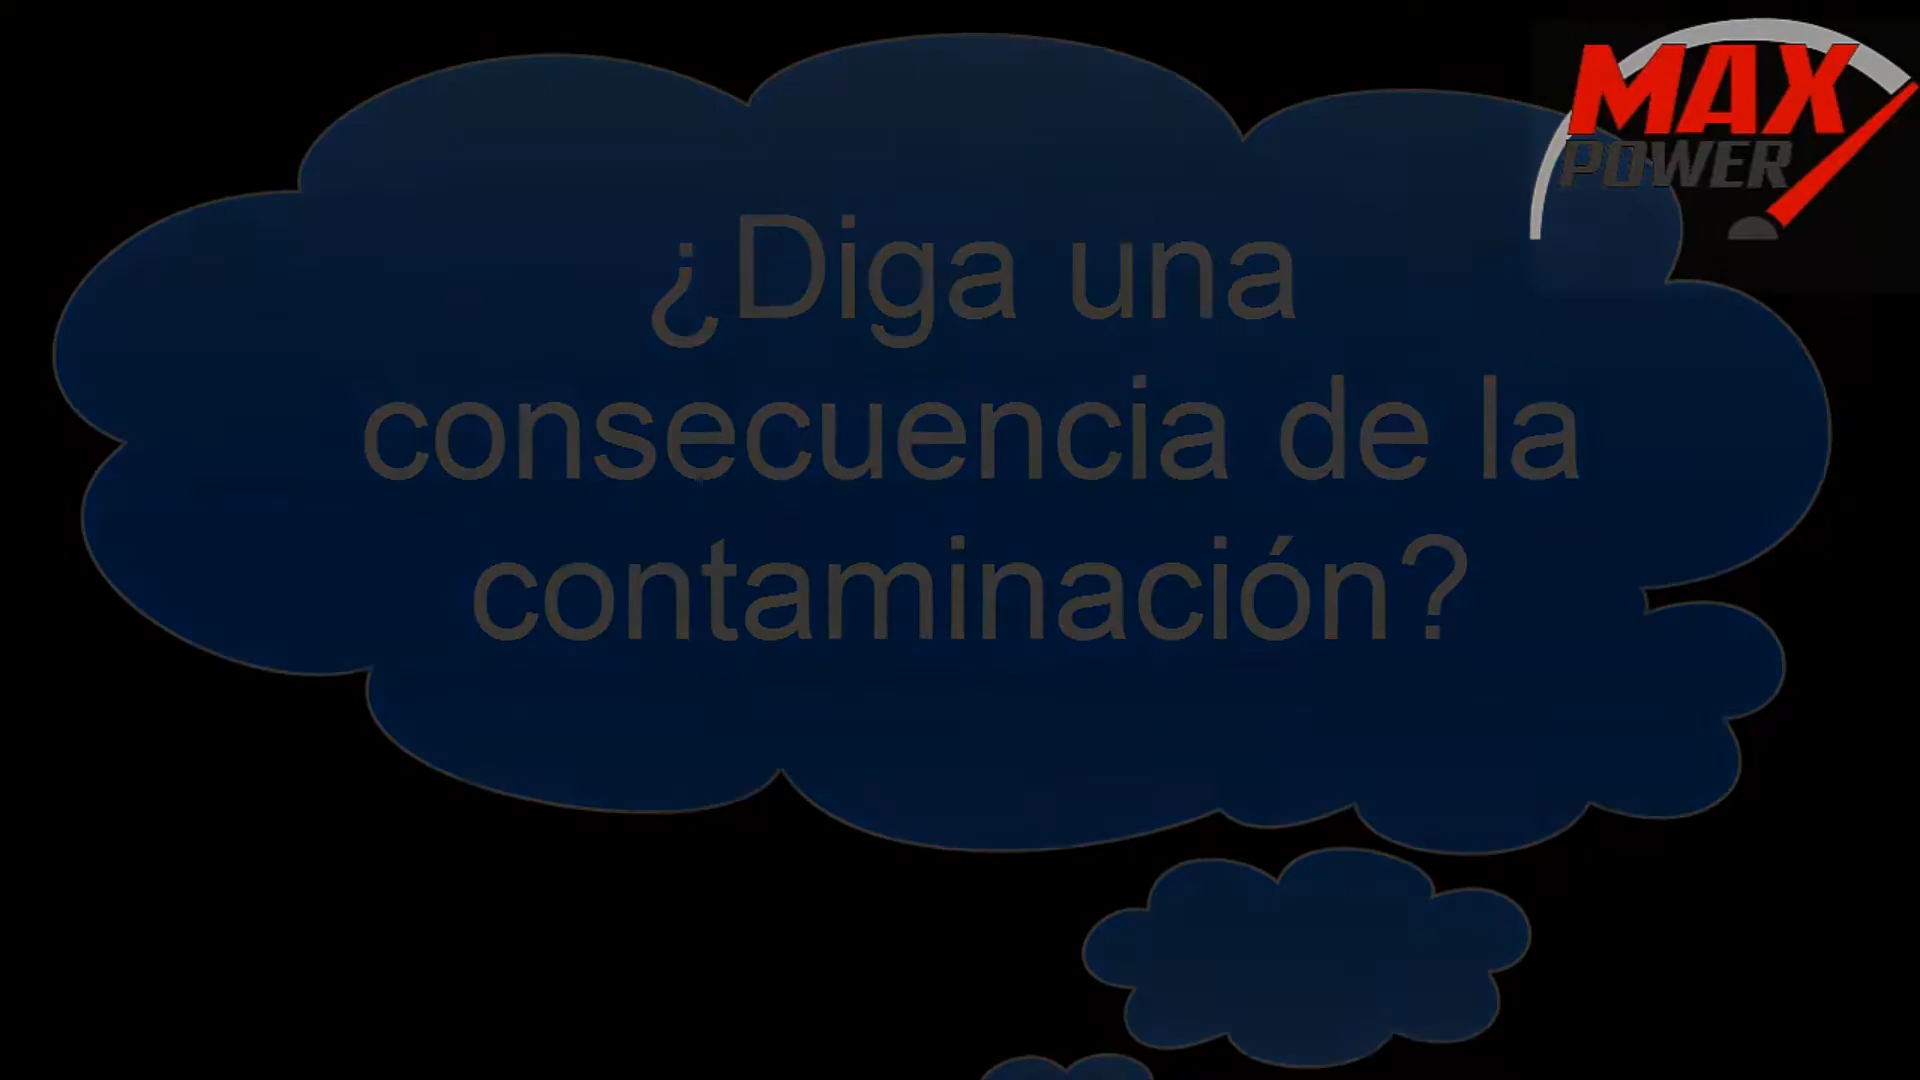 MAX
POWER
¿Diga una
consecuencia de la
contaminación?